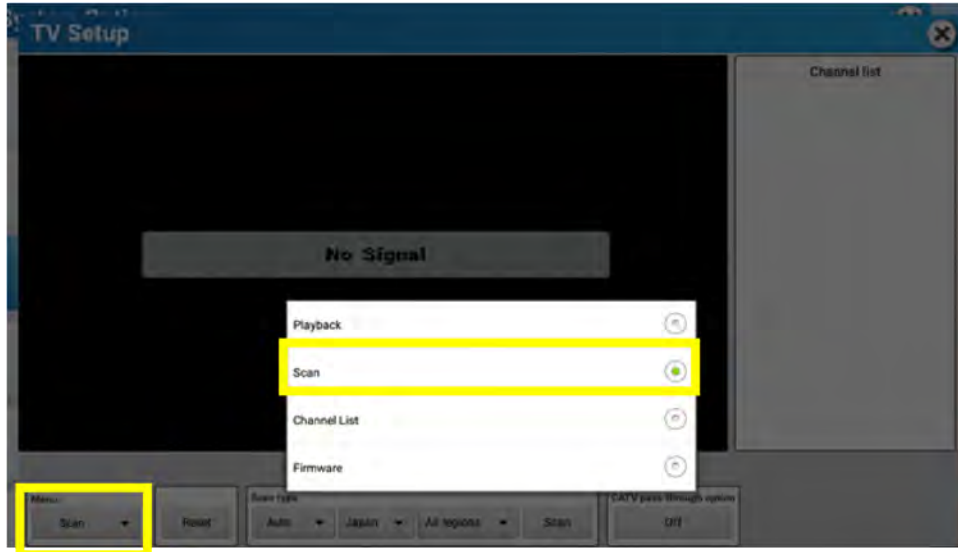 TV Setup
Channel list
No Signal
Playback
Scan
Channel List
Firmware
Menu
Scan
Reset
Scan type
Auto
Japan
All regions
Scan
CATV pass-through option
Off